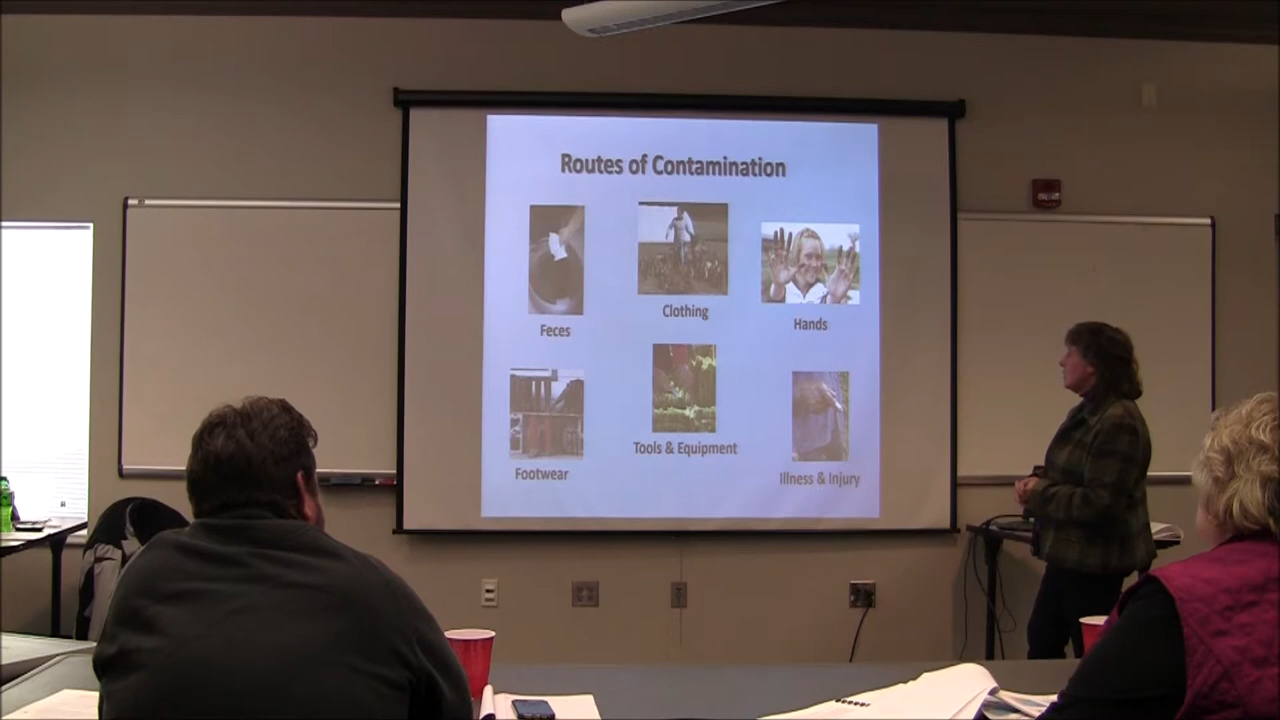 Routes of Contamination
Feces
Clothing
Hands
Footwear
Tools & Equipment
Illness & Injury